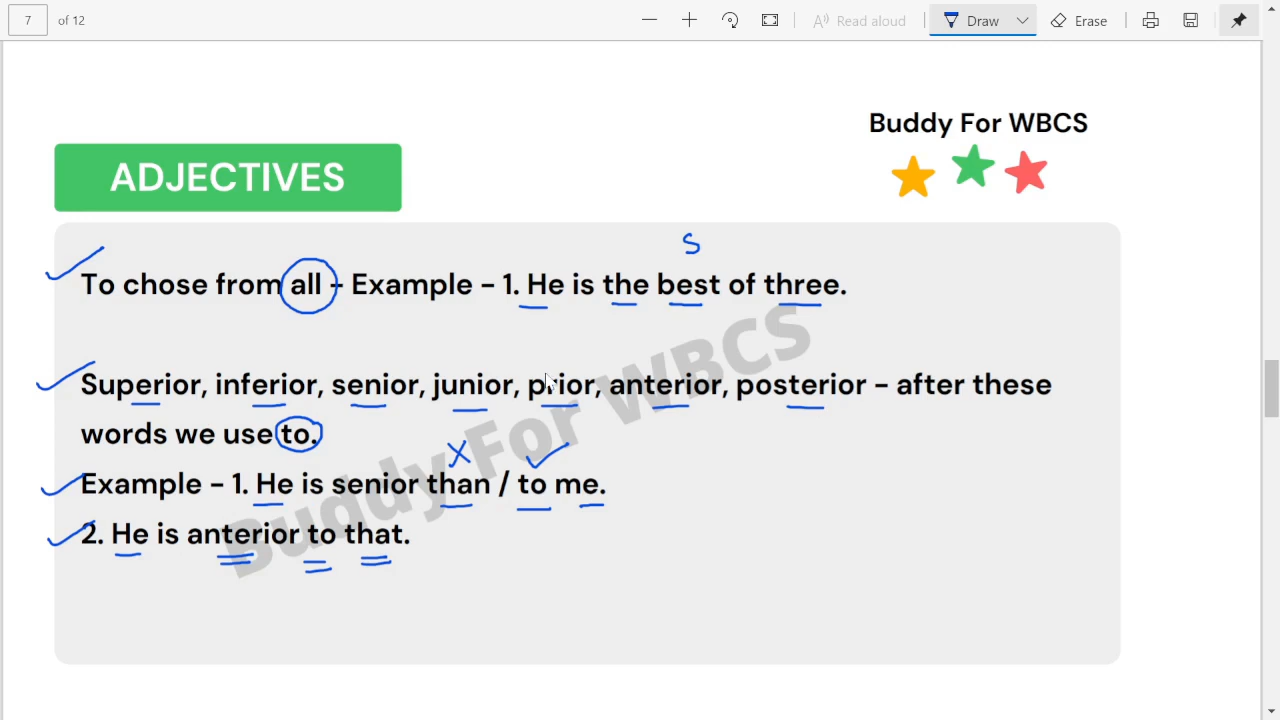 7 of 12 Read aloud Draw Erase
Buddy For WBCS
ADJECTIVES
S
To chose from all - Example - 1. He is the best of three.
Superior, inferior, senior, junior, prior, anterior, posterior - after these
words we use to.
Example - 1. He is senior than / to me.
2. He is anterior to that.
Buddy For WBCS